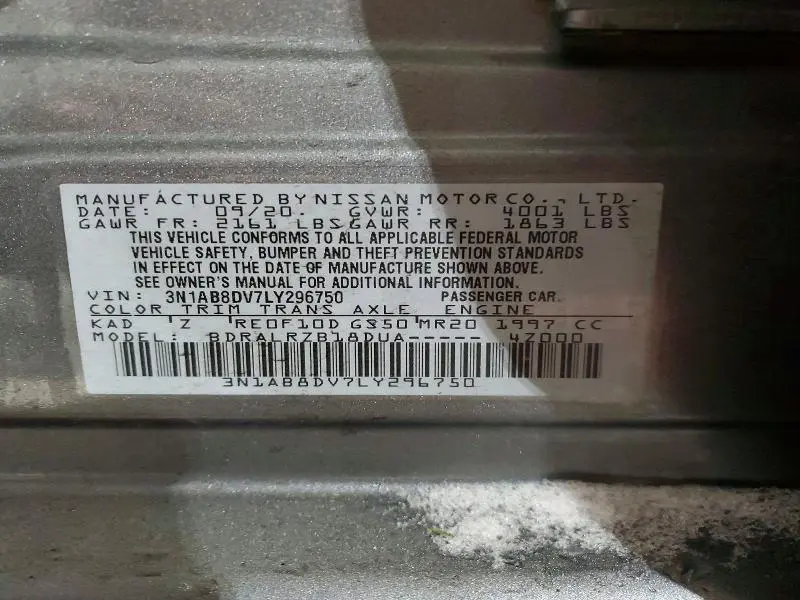 MANUFACTURED BY NISSAN MOTOR CO., LTD.
DATE: 09/20. GVWR: 4001 LBS
GAWR FR: 2161 LBS/GAWR RR: 1863 LBS
THIS VEHICLE CONFORMS TO ALL APPLICABLE FEDERAL MOTOR
VEHICLE SAFETY, BUMPER AND THEFT PREVENTION STANDARDS
IN EFFECT ON THE DATE OF MANUFACTURE SHOWN ABOVE.
SEE OWNER'S MANUAL FOR ADDITIONAL INFORMATION.
VIN: 3N1AB8DV7LY296750 PASSENGER CAR.
COLOR TRIM TRANS AXLE ENGINE
KAD Z RE0F10D G350 MR20 1997 CC
MODEL: BDRALRZB18DUA----- 4Z000
3N1AB8DV7LY296750